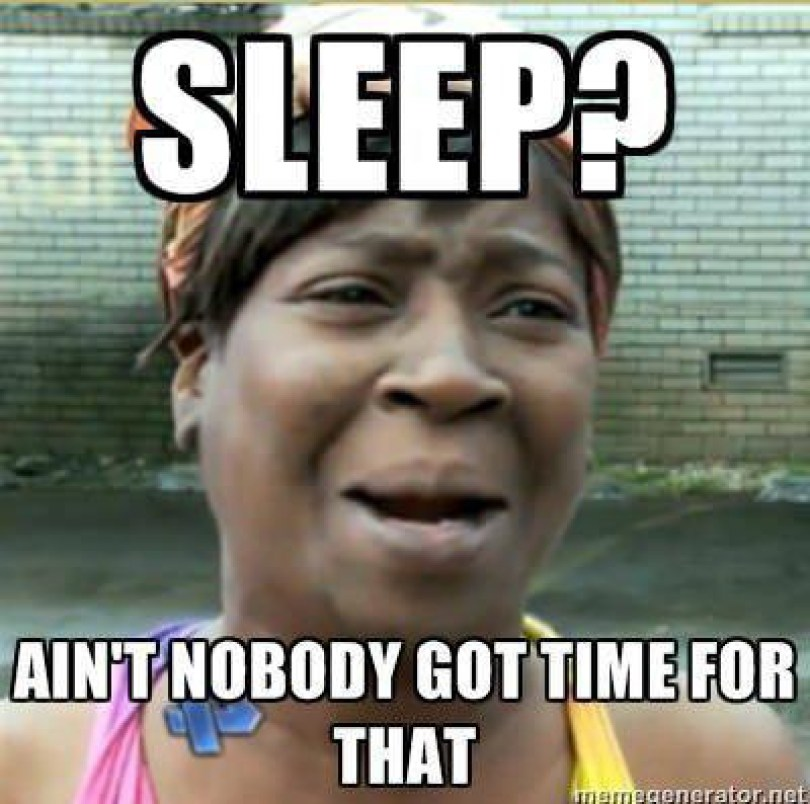 SLEEP?
AIN'T NOBODY GOT TIME FOR
THAT
memegenerator.net